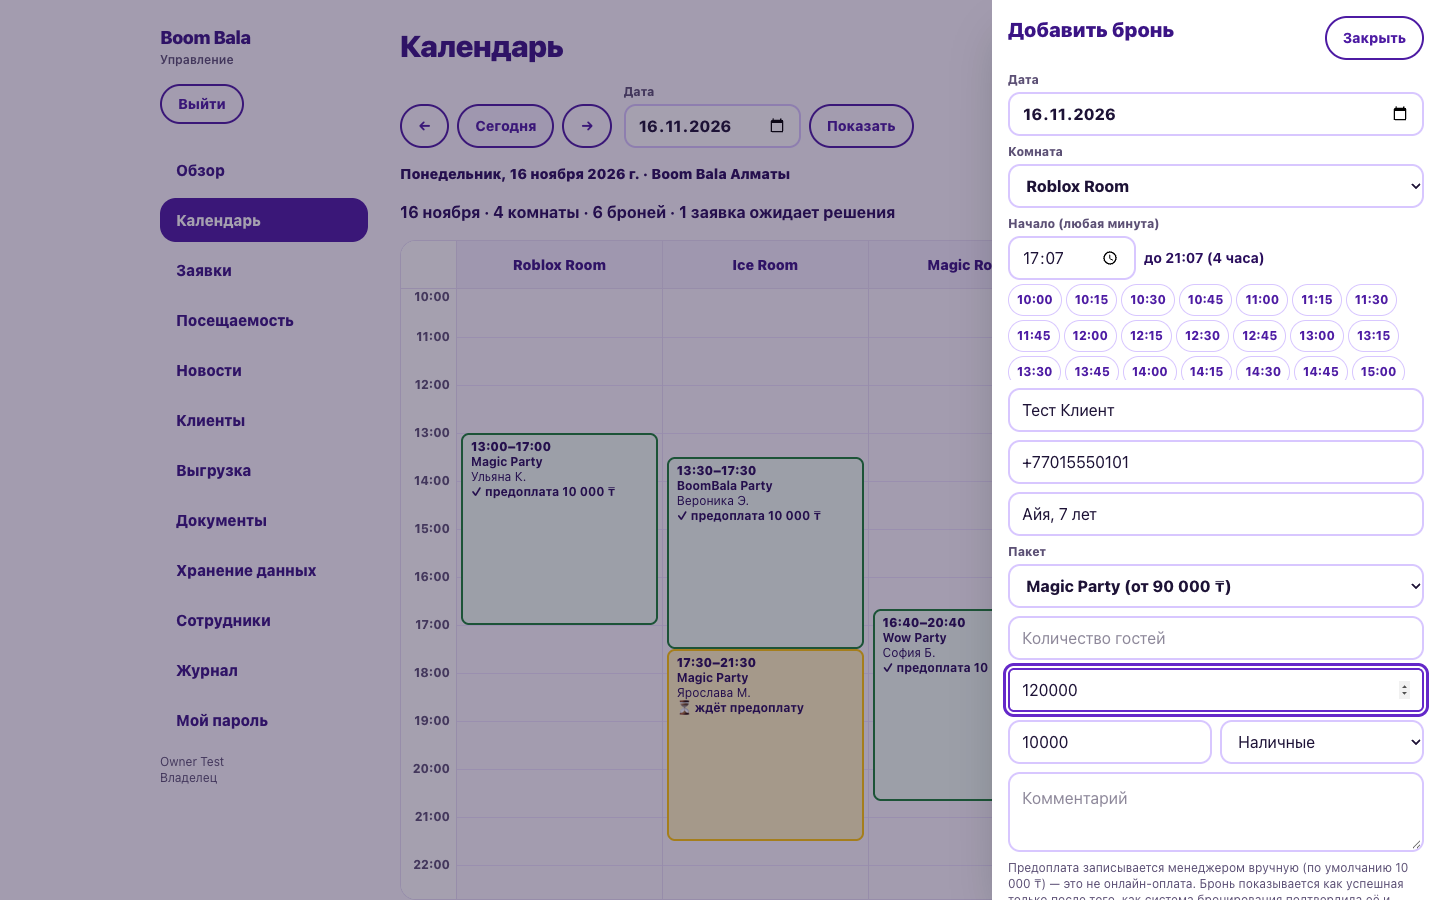 Boom Bala
Управление
Выйти
Обзор
Календарь
Заявки
Посещаемость
Новости
Клиенты
Выгрузка
Документы
Хранение данных
Сотрудники
Журнал
Мой пароль
Owner Test
Владелец
Календарь
Дата
←
Сегодня
→
16.11.2026
Показать
Понедельник, 16 ноября 2026 г. · Boom Bala Алматы
16 ноября · 4 комнаты · 6 броней · 1 заявка ожидает решения
Roblox Room
Ice Room
Magic Ro
10:00
11:00
12:00
13:00
14:00
15:00
16:00
17:00
18:00
19:00
20:00
21:00
22:00
13:00–17:00
Magic Party
Ульяна К.
✓ предоплата 10 000 ₸
13:30–17:30
BoomBala Party
Вероника Э.
✓ предоплата 10 000 ₸
17:30–21:30
Magic Party
Ярослава М.
⏳ ждёт предоплату
16:40–20:40
Wow Party
София Б.
✓ предоплата 10
Добавить бронь
Закрыть
Дата
16.11.2026
Комната
Roblox Room
Начало (любая минута)
17:07
до 21:07 (4 часа)
10:00 10:15 10:30 10:45 11:00 11:15 11:30
11:45 12:00 12:15 12:30 12:45 13:00 13:15
13:30 13:45 14:00 14:15 14:30 14:45 15:00
Тест Клиент
+77015550101
Айя, 7 лет
Пакет
Magic Party (от 90 000 ₸)
Количество гостей
120000
10000
Наличные
Комментарий
Предоплата записывается менеджером вручную (по умолчанию 10
000 ₸) — это не онлайн-оплата. Бронь показывается как успешная
только после того, как система бронирования подтвердила её и